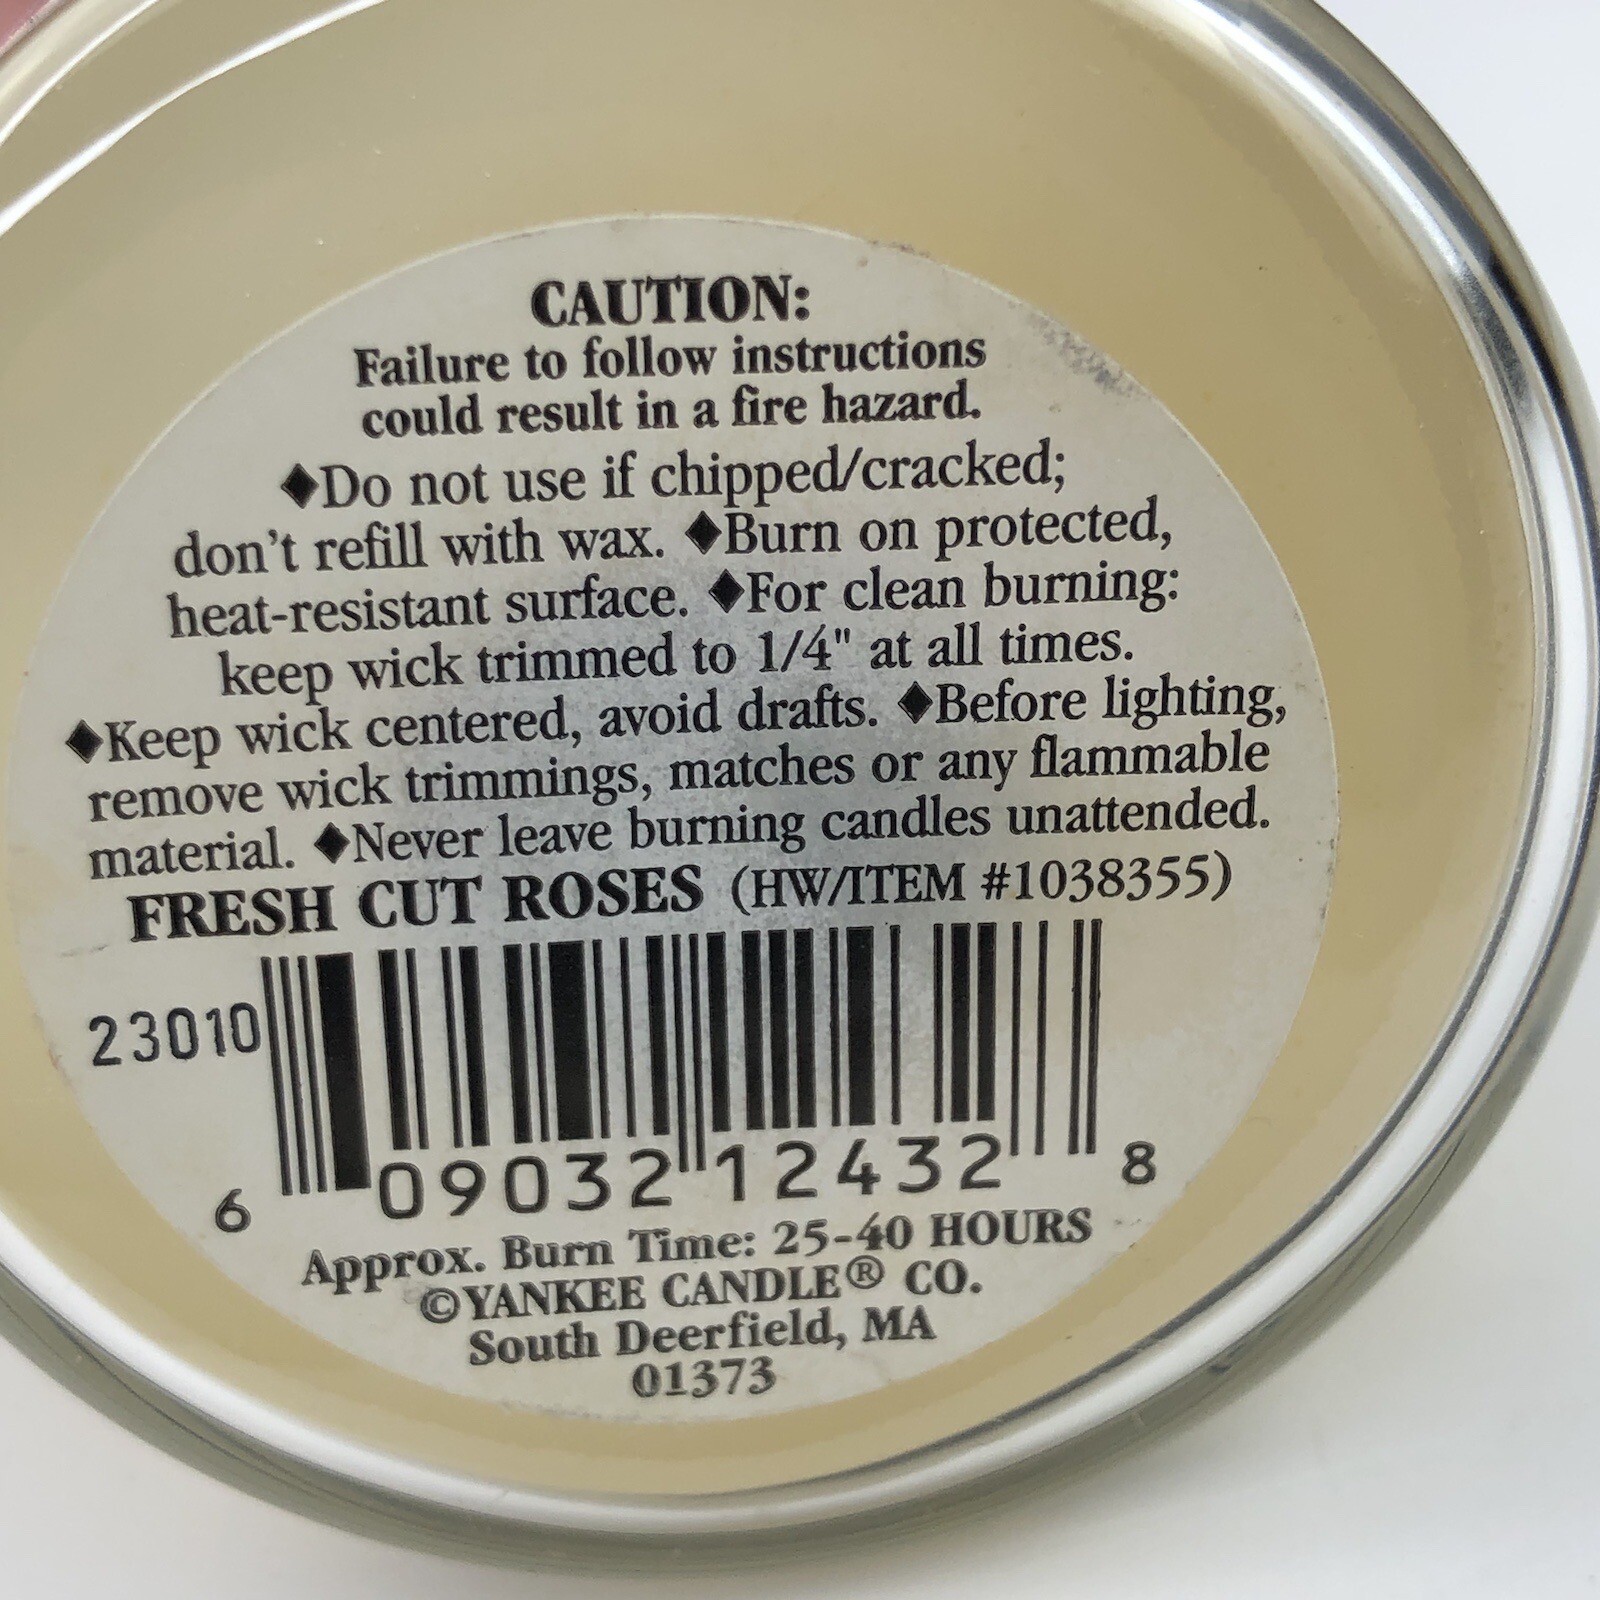 CAUTION:
Failure to follow instructions
could result in a fire hazard.
◆Do not use if chipped/cracked;
don't refill with wax. ◆Burn on protected,
heat-resistant surface. ◆For clean burning:
keep wick trimmed to 1/4" at all times.
◆Keep wick centered, avoid drafts. ◆Before lighting,
remove wick trimmings, matches or any flammable
material. ◆Never leave burning candles unattended.
FRESH CUT ROSES (HW/ITEM #1038355)
23010
6 09032 12432 8
Approx. Burn Time: 25-40 HOURS
©YANKEE CANDLE® CO.
South Deerfield, MA
01373